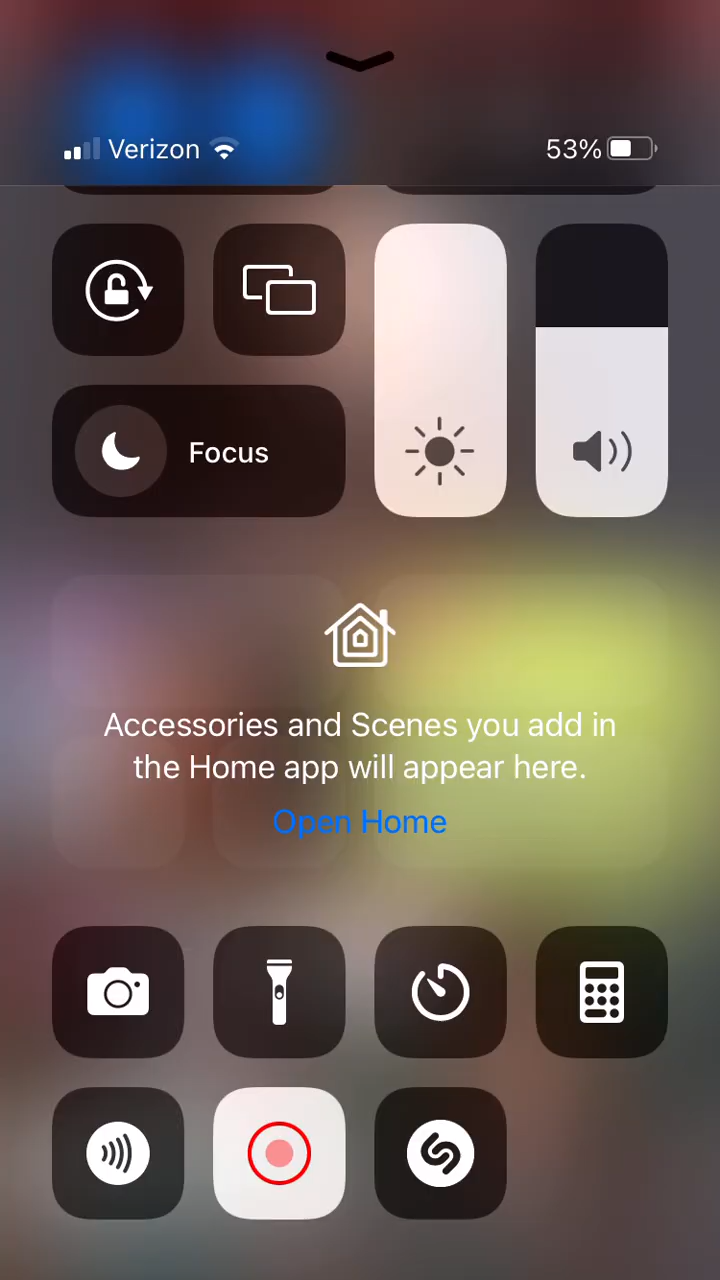 Verizon
53%
Focus
Accessories and Scenes you add in
the Home app will appear here.
Open Home